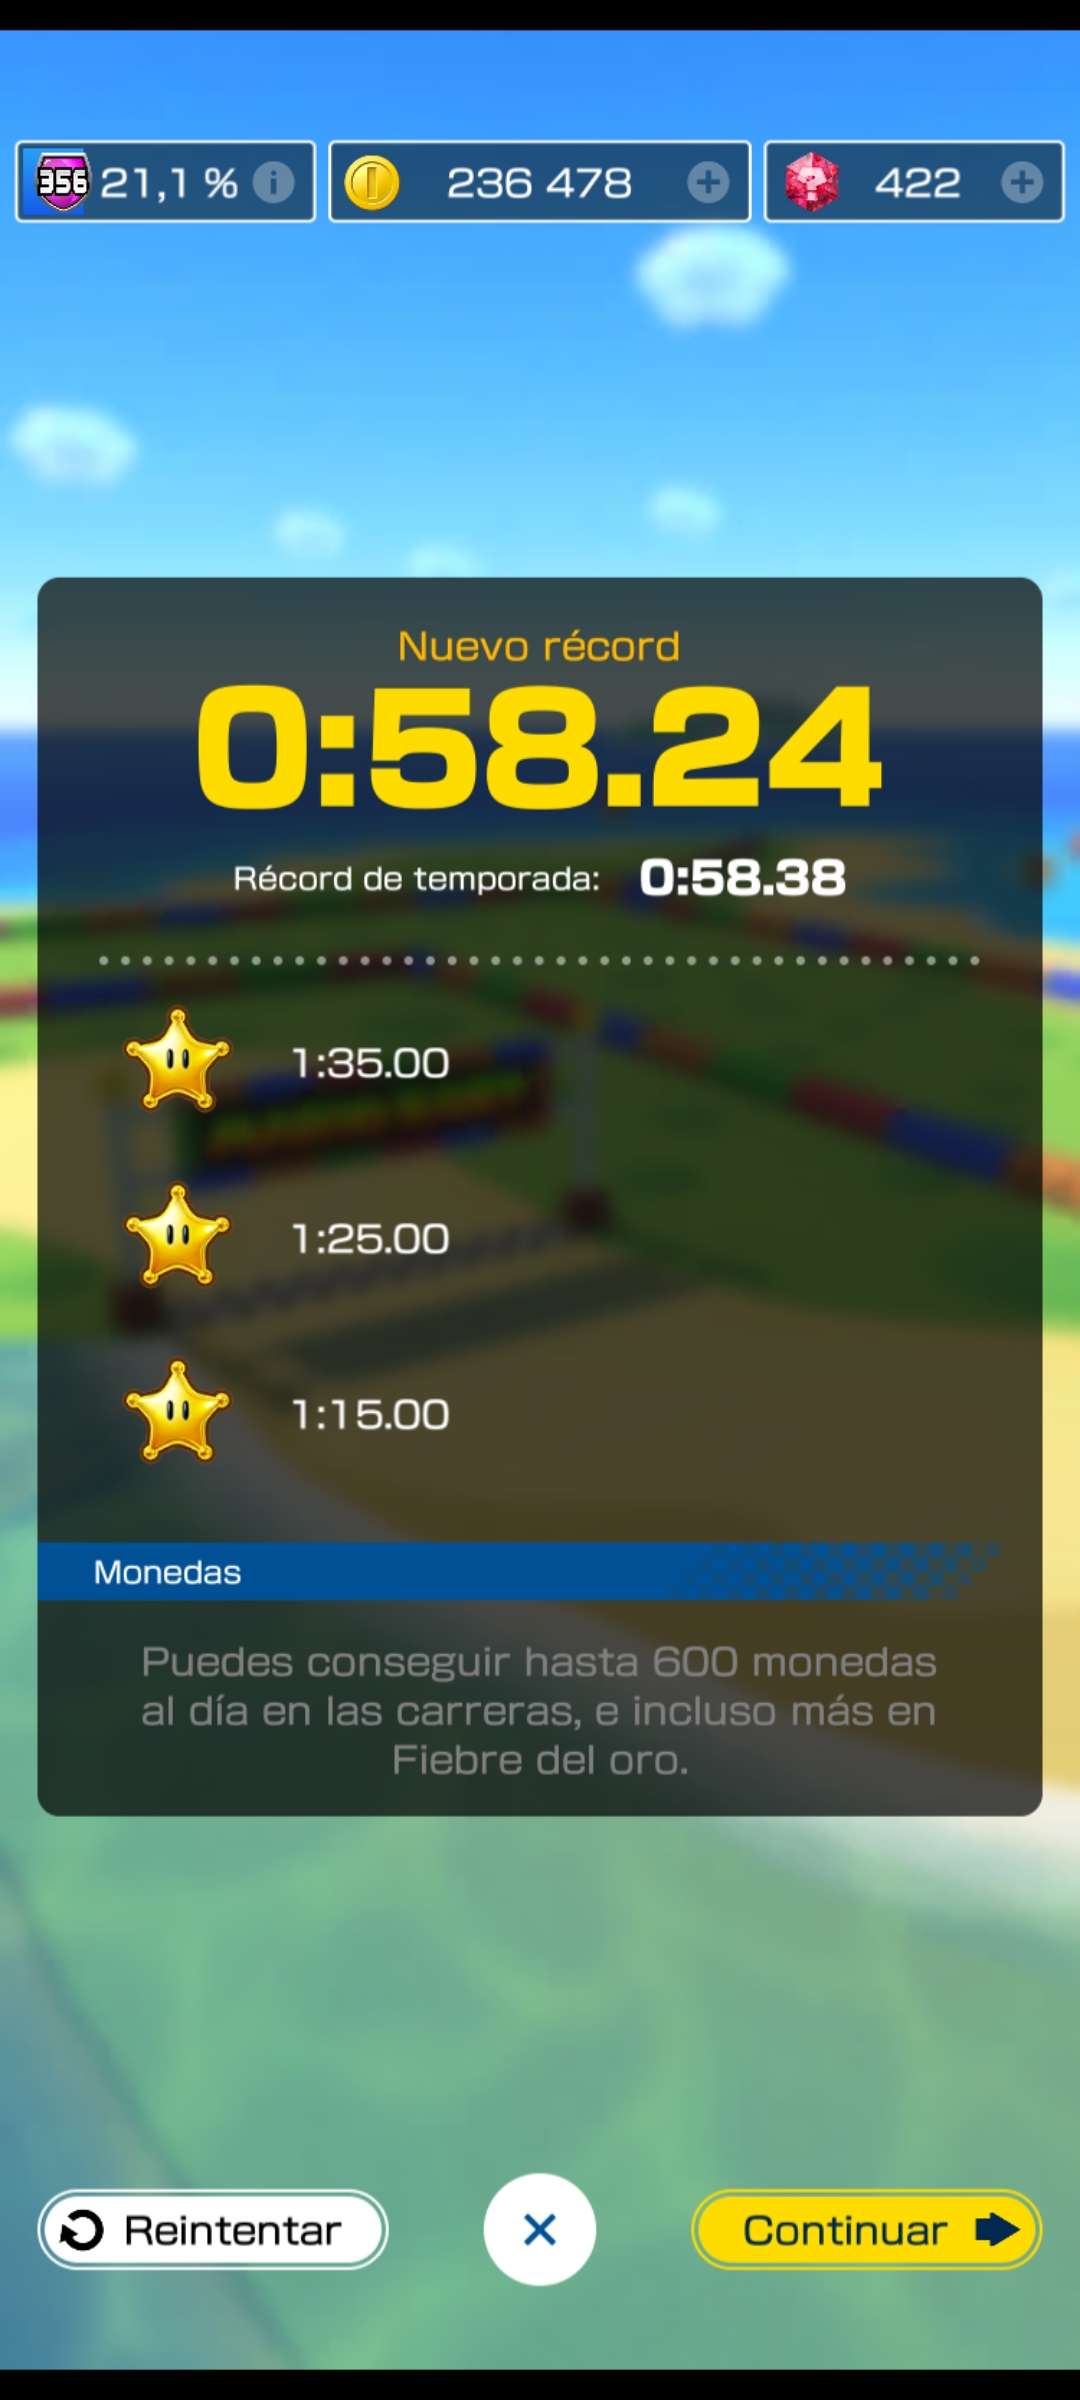 356 21,1 % i 236 478 + 422 +
Nuevo récord
0:58.24
Récord de temporada: 0:58.38
1:35.00
1:25.00
1:15.00
Monedas
Puedes conseguir hasta 600 monedas
al día en las carreras, e incluso más en
Fiebre del oro.
Reintentar × Continuar